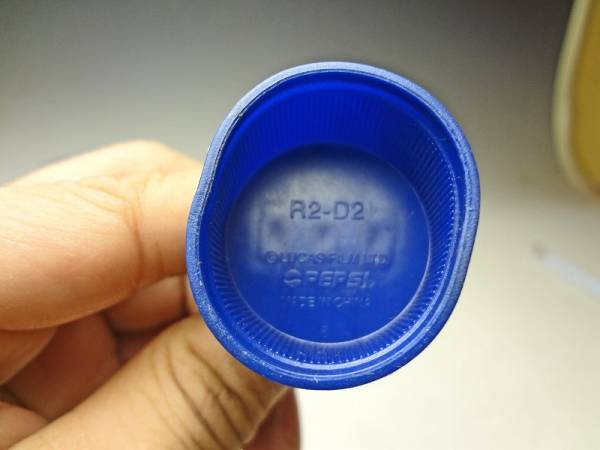 R2-D2
©LUCASFILM LTD.
PEPSI.
MADE IN CHINA